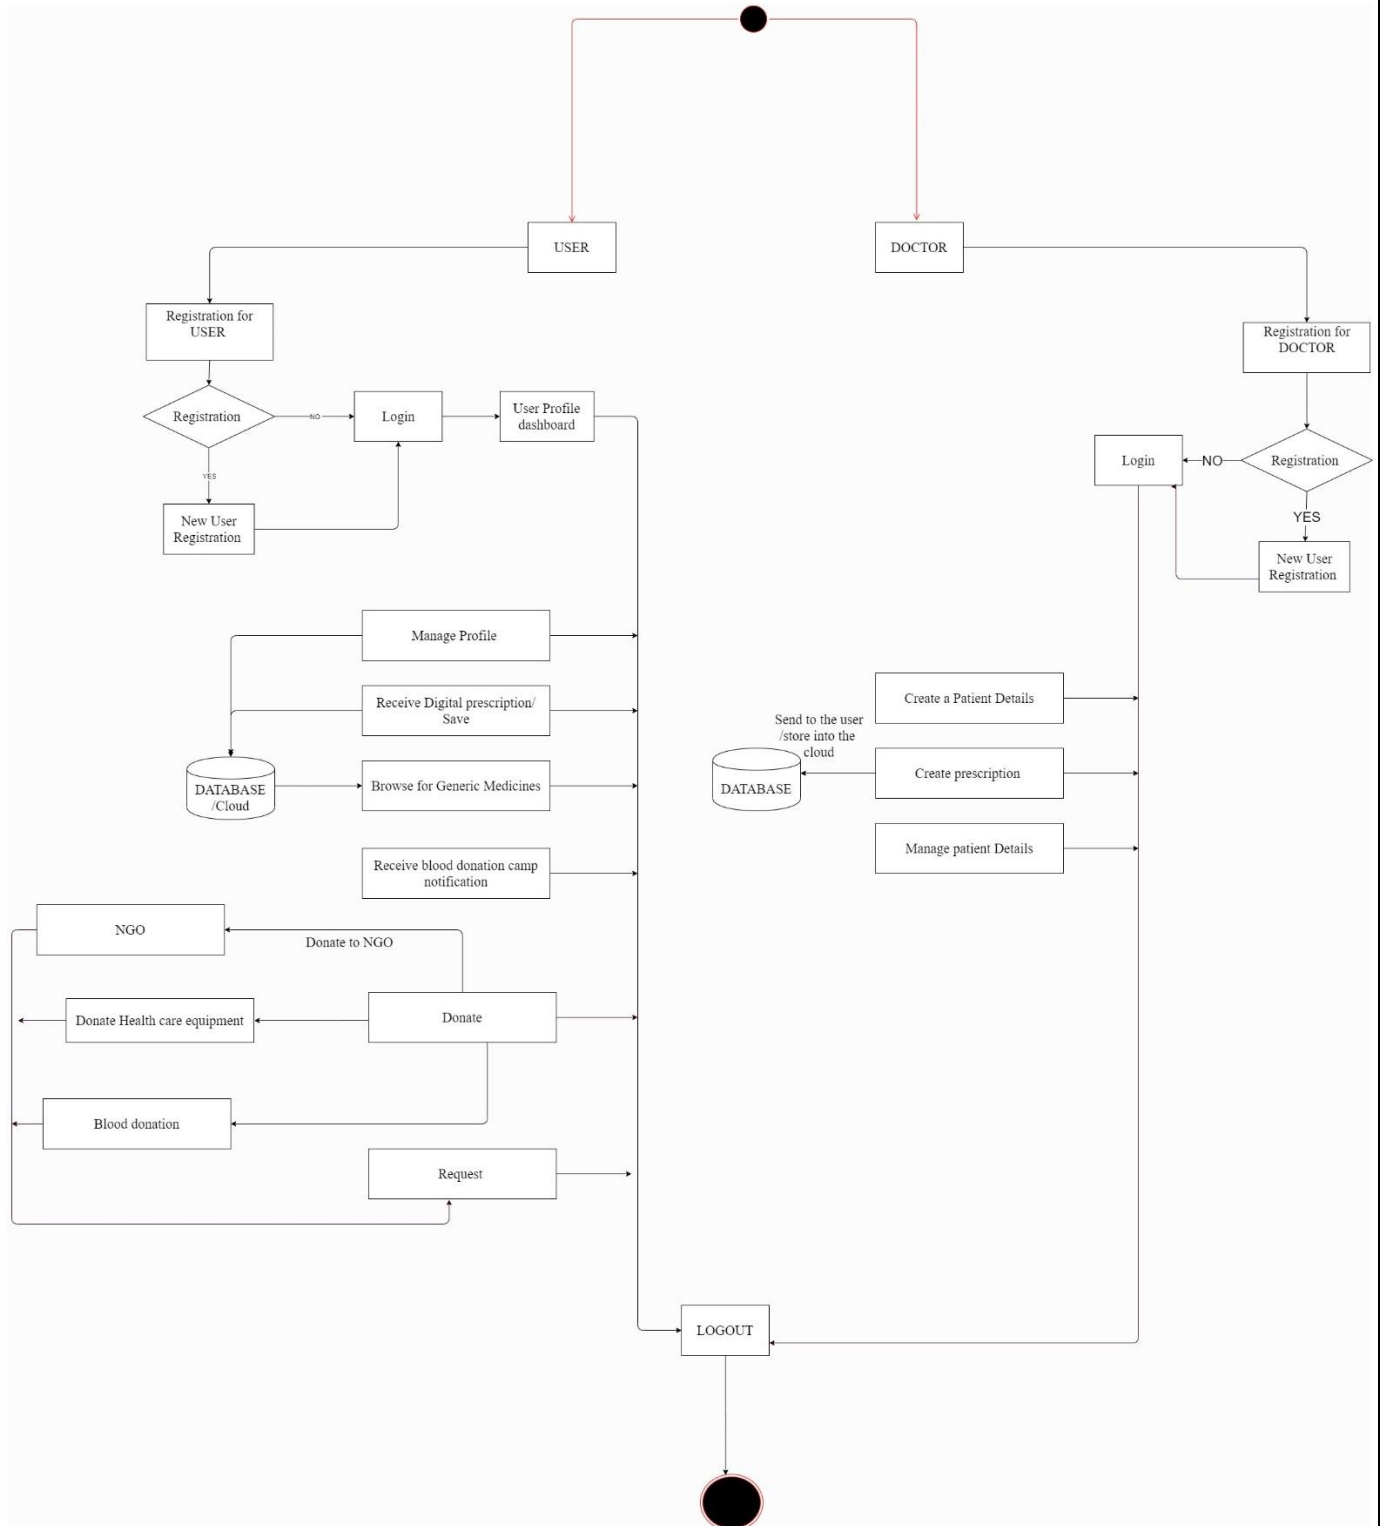 USER
DOCTOR
Registration for
USER
Registration for
DOCTOR
Registration
NO
Login
User Profile
dashboard
YES
New User
Registration
Login
NO
Registration
YES
New User
Registration
Manage Profile
Receive Digital prescription/
Save
DATABASE
/Cloud
Browse for Generic Medicines
Receive blood donation camp
notification
Create a Patient Details
Send to the user
/store into the
cloud
DATABASE
Create prescription
Manage patient Details
NGO
Donate to NGO
Donate Health care equipment
Donate
Blood donation
Request
LOGOUT